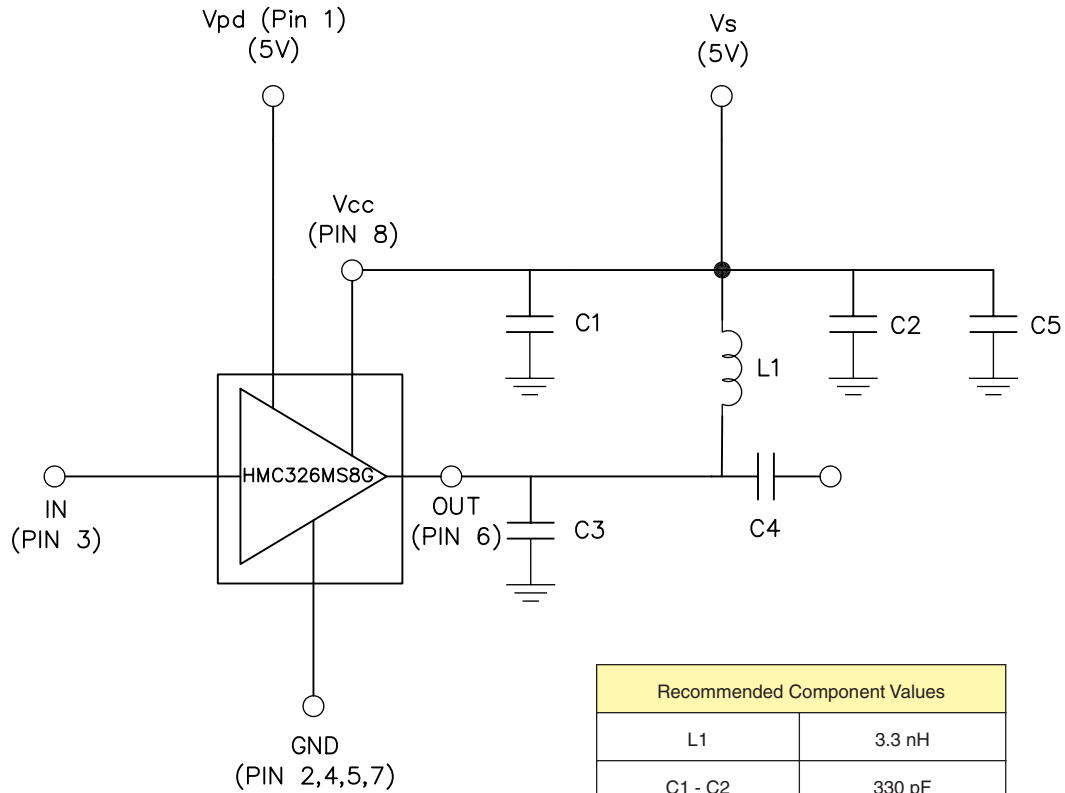 Vpd (Pin 1)
(5V)
Vs
(5V)
Vcc
(PIN 8)
C1
C2
C5
L1
HMC326MS8G
IN
(PIN 3)
OUT
(PIN 6)
C3
C4
GND
(PIN 2,4,5,7)
Recommended Component Values
L1 3.3 nH
C1 - C2 330 pF